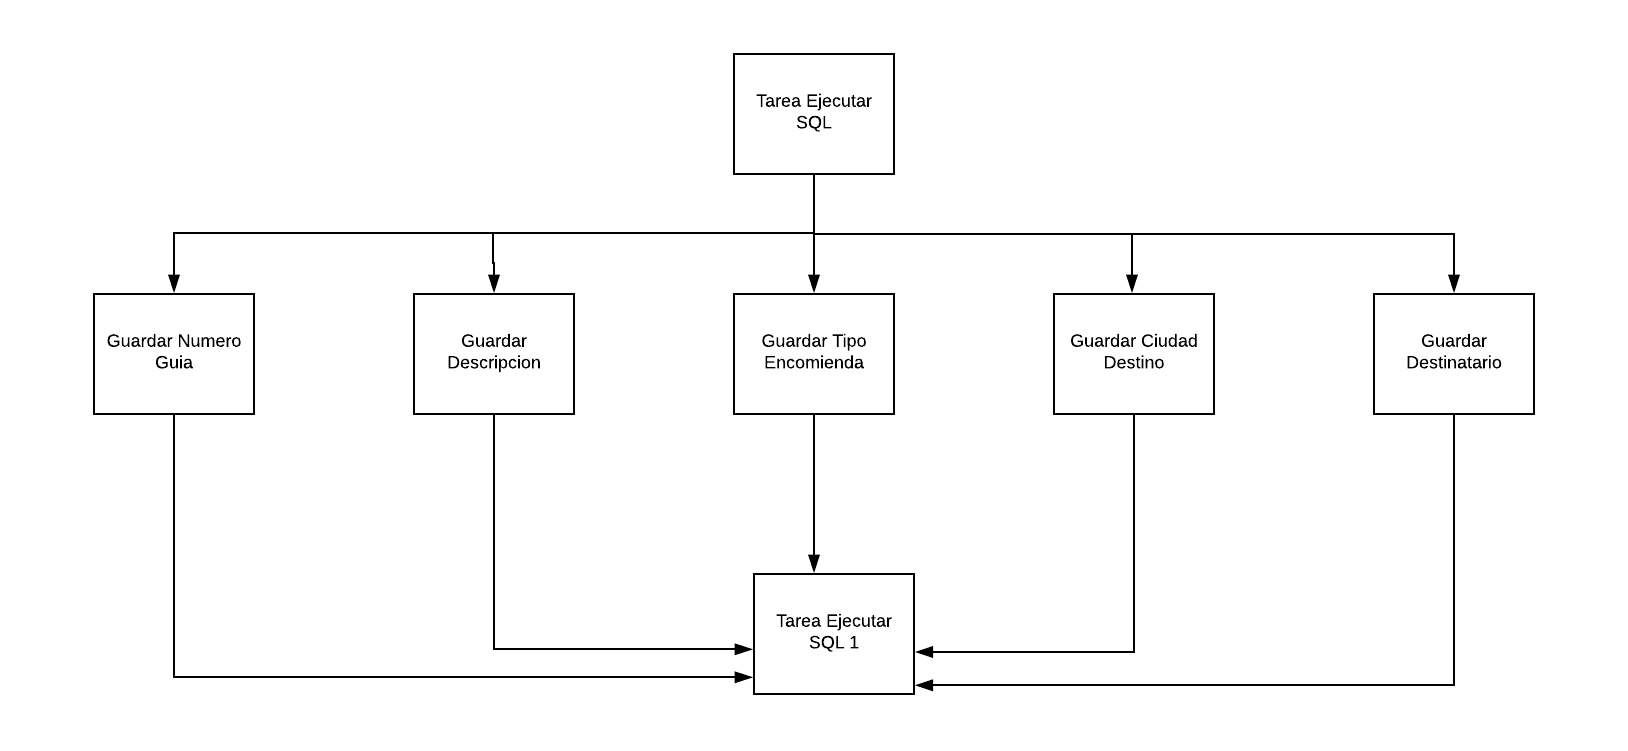 Tarea Ejecutar
SQL
Guardar Numero
Guia
Guardar
Descripcion
Guardar Tipo
Encomienda
Guardar Ciudad
Destino
Guardar
Destinatario
Tarea Ejecutar
SQL 1